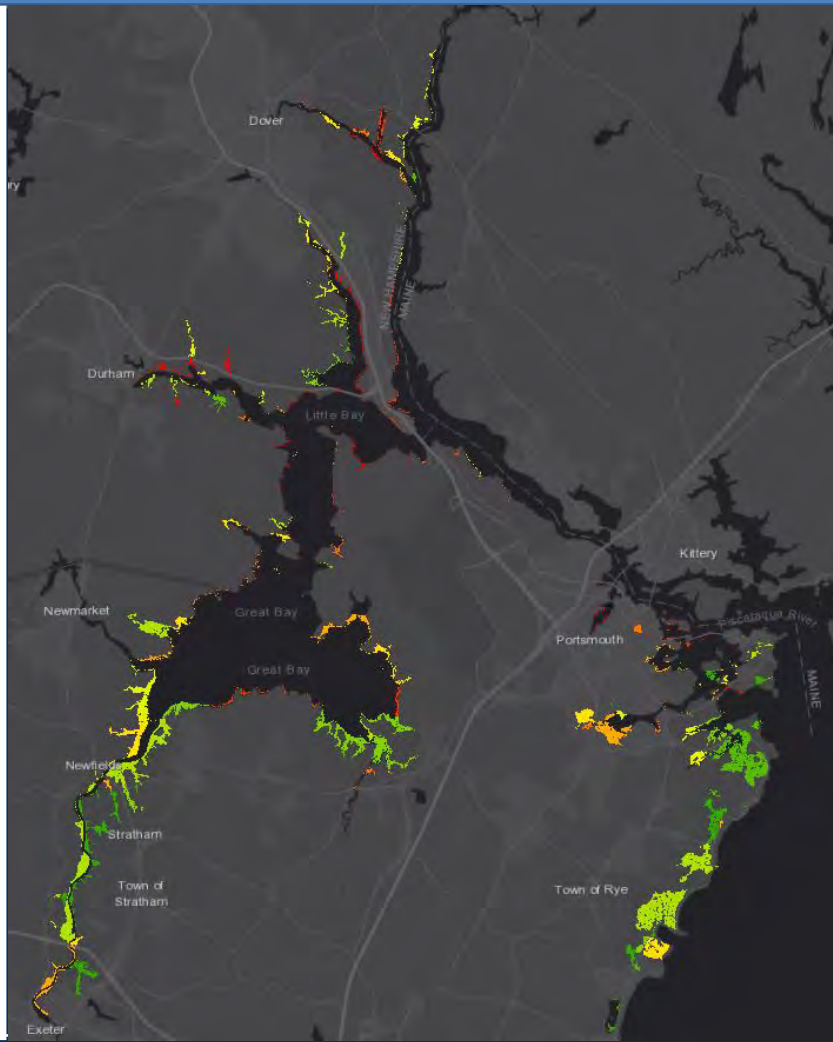 Dover
ry
NEW HAMPSHIRE
MAINE
Durham
Little Bay
Kittery
Newmarket
Great Bay
Piscataqua River
Portsmouth
Great Bay
MAINE
Newfields
Stratham
Town of
Stratham
Town of Rye
Exeter